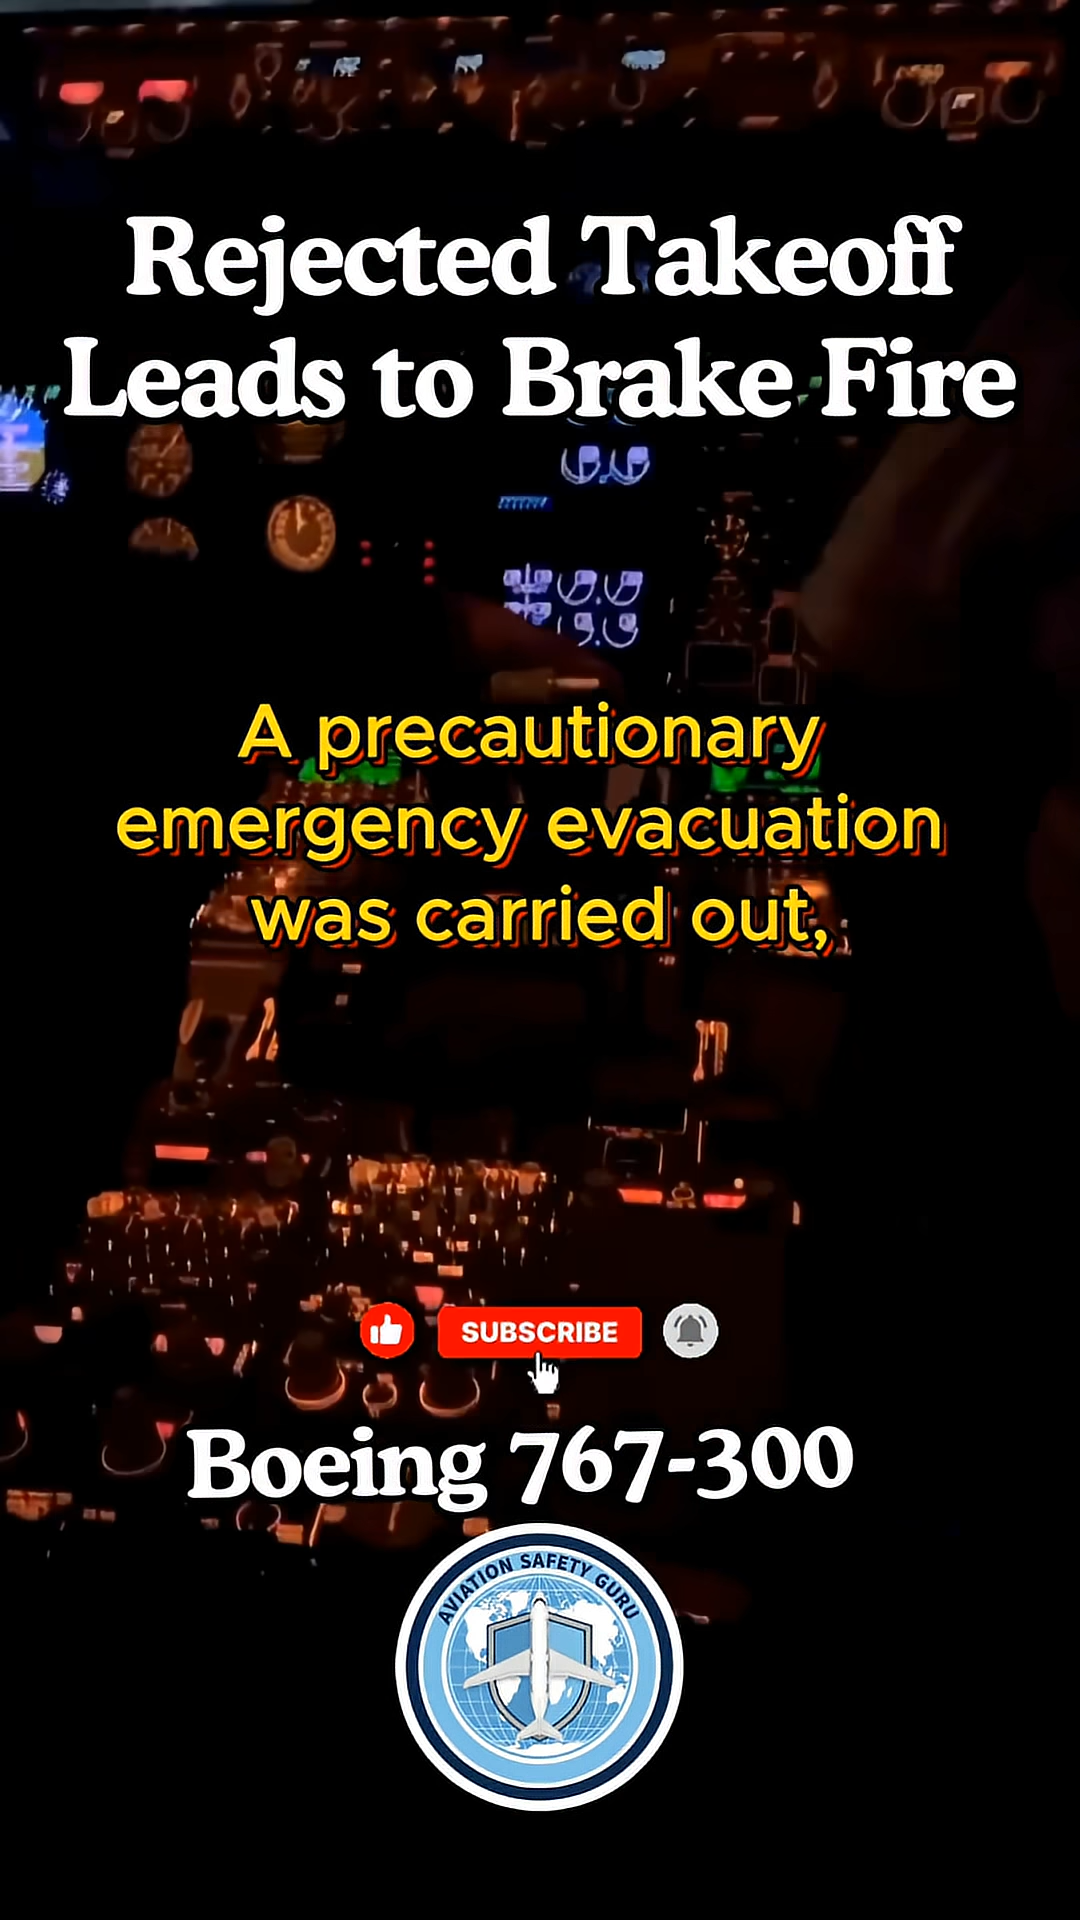 Rejected Takeoff
Leads to Brake Fire
A precautionary
emergency evacuation
was carried out,
SUBSCRIBE
Boeing 767-300
AVIATION SAFETY GURU